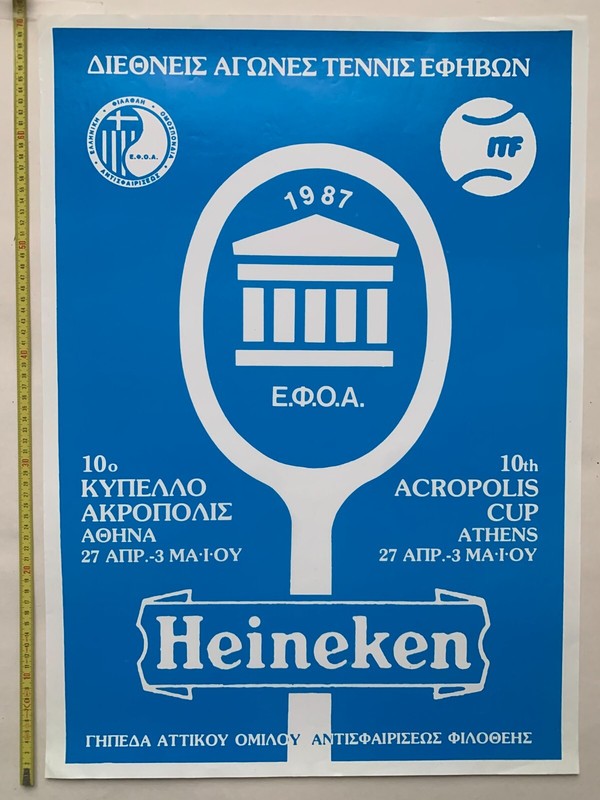 ΔΙΕΘΝΕΙΣ ΑΓΩΝΕΣ ΤΕΝΝΙΣ ΕΦΗΒΩΝ
ΕΛΛΗΝΙΚΗ • ΦΙΛΑΘΛΗ • ΟΜΟΣΠΟΝΔΙΑ • ΑΝΤΙΣΦΑΙΡΙΣΕΩΣ •
Ε.Φ.Ο.Α.
ITF
1987
Ε.Φ.Ο.Α.
10ο
ΚΥΠΕΛΛΟ
ΑΚΡΟΠΟΛΙΣ
ΑΘΗΝΑ
27 ΑΠΡ.-3 ΜΑ·Ι·ΟΥ
10th
ACROPOLIS
CUP
ATHENS
27 ΑΠΡ.-3 ΜΑ·Ι·ΟΥ
Heineken
ΓΗΠΕΔΑ ΑΤΤΙΚΟΥ ΟΜΙΛΟΥ ΑΝΤΙΣΦΑΙΡΙΣΕΩΣ ΦΙΛΟΘΕΗΣ